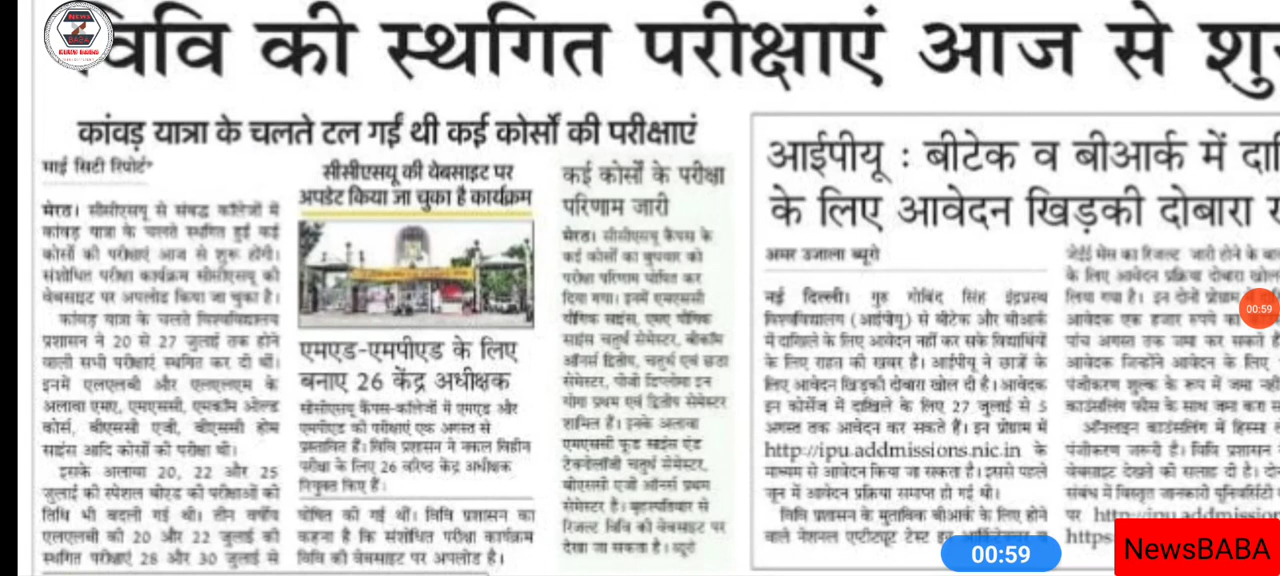 विवि की स्थगित परीक्षाएं आज से
कांवड़ यात्रा के चलते टल गईं थी कई कोर्सों की परीक्षाएं
माई सिटी रिपोर्टर
मेरठ। सीसीएसयू से संबद्ध कॉलेजों में
कांवड़ यात्रा के चलते स्थगित हुई कई
कोर्सों की परीक्षाएं आज से शुरू होंगी।
संशोधित परीक्षा कार्यक्रम सीसीएसयू की
वेबसाइट पर अपलोड किया जा चुका है।
कांवड़ यात्रा के चलते विश्वविद्यालय
प्रशासन ने 20 से 27 जुलाई तक होने
वाली सभी परीक्षाएं स्थगित कर दी थीं।
इनमें एलएलबी और एलएलएम के
अलावा एमए, एमएससी, एमकॉम ओल्ड
कोर्स, बीएससी एजी, बीएससी होम
साइंस आदि कोर्सों की परीक्षा थी।
इसके अलावा 20, 22 और 25
जुलाई की स्पेशल बोर्ड की परीक्षाओं की
तिथि भी बदली गई थी। तीन वर्षीय
एलएलबी की 20 और 22 जुलाई की
स्थगित परीक्षाएं 28 और 30 जुलाई से
सीसीएसयू की वेबसाइट पर
अपडेट किया जा चुका है कार्यक्रम
एमएड-एमपीएड के लिए
बनाए 26 केंद्र अधीक्षक
सीसीएसयू कैंपस-कॉलेजों में एमएड और
एमपीएड की परीक्षाएं एक अगस्त से
प्रस्तावित हैं। विवि प्रशासन ने नकल विहीन
परीक्षा के लिए 26 वरिष्ठ केंद्र अधीक्षक
नियुक्त किए हैं।
घोषित की गई थीं। विवि प्रशासन का
कहना है कि संशोधित परीक्षा कार्यक्रम
विवि की वेबसाइट पर अपलोड है।
कई कोर्सों के परीक्षा
परिणाम जारी
मेरठ। सीसीएसयू कैंपस के
कई कोर्सों का बुधवार को
परीक्षा परिणाम घोषित कर
दिया गया। इनमें एमएससी
यौगिक साइंस, एमए यौगिक
साइंस चतुर्थ सेमेस्टर, बीकॉम
ऑनर्स द्वितीय, चतुर्थ एवं छठा
सेमेस्टर, पीजी डिप्लोमा इन
योगा प्रथम एवं द्वितीय सेमेस्टर
शामिल हैं। इनके अलावा
एमएससी फूड साइंस एंड
टेक्नोलॉजी चतुर्थ सेमेस्टर,
बीएससी एजी ऑनर्स प्रथम
सेमेस्टर है। बृहस्पतिवार से
रिजल्ट विवि की वेबसाइट पर
देखा जा सकता है। ब्यूरो
आईपीयू : बीटेक व बीआर्क में
के लिए आवेदन खिड़की दोबारा
अमर उजाला ब्यूरो
नई दिल्ली। गुरु गोबिंद सिंह इंद्रप्रस्थ
विश्वविद्यालय (आईपीयू) से बीटेक और बीआर्क
में दाखिले के लिए आवेदन नहीं कर सके विद्यार्थियों
के लिए राहत की खबर है। आईपीयू ने छात्रों के
लिए आवेदन खिड़की दोबारा खोल दी है। आवेदक
इन कोर्सेज में दाखिले के लिए 27 जुलाई से 5
अगस्त तक आवेदन कर सकते हैं। इन प्रोग्राम में
http://ipu.addmissions.nic.in के
माध्यम से आवेदन किया जा सकता है। इससे पहले
जून में आवेदन प्रक्रिया समाप्त हो गई थी।
विवि प्रशासन के मुताबिक बीआर्क के लिए होने
वाले नेशनल एप्टीट्यूट टेस्ट इन
जेईई मेंस का रिजल्ट जारी होने के
के लिए आवेदन प्रक्रिया दोबारा
लिया गया है। इन दोनों प्रोग्राम
आवेदक एक हजार रुपये का
पांच अगस्त तक जमा कर सकते
आवेदक जिन्होंने आवेदन के लिए
पंजीकरण शुल्क के रूप में जमा
काउंसलिंग फीस के साथ जमा करा
ऑनलाइन काउंसलिंग में हिस्सा
पंजीकरण जरूरी है। विवि प्रशासन
वेबसाइट देखने की सलाह दी है।
संबंध में विस्तृत जानकारी यूनिवर्सिटी
पर
https
00:59
00:59
NewsBABA